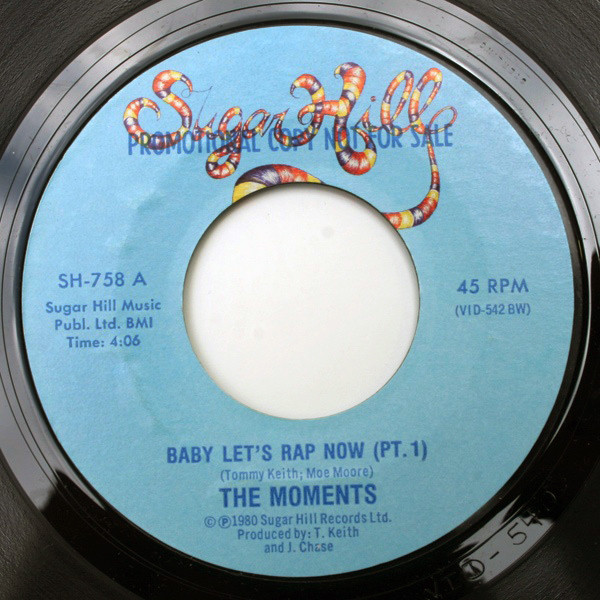 Sugar Hill
PROMOTIONAL COPY NOT FOR SALE
SH-758 A
Sugar Hill Music
Publ. Ltd. BMI
Time: 4:06
45 RPM
(VID-542 BW)
BABY LET'S RAP NOW (PT. 1)
(Tommy Keith; Moe Moore)
THE MOMENTS
©℗1980 Sugar Hill Records Ltd.
Produced by: T. Keith
and J. Chase
VID-54